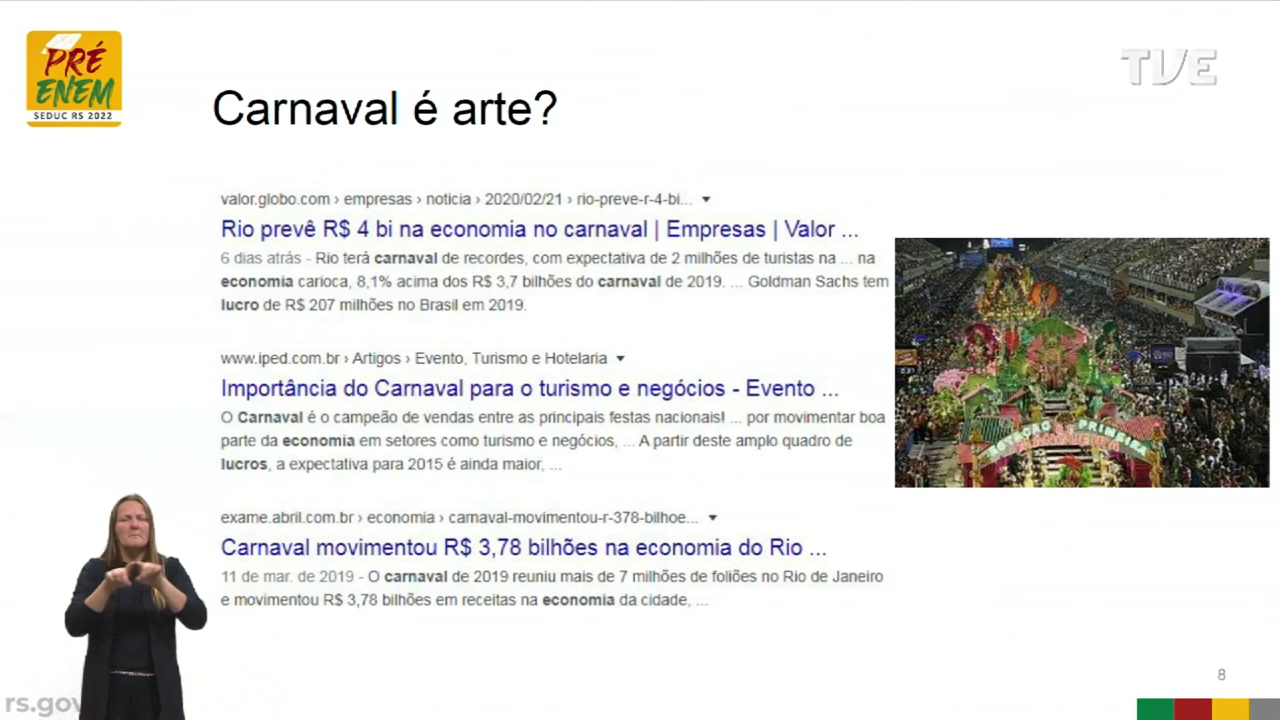 PRÉ
ENEM
SEDUC RS 2022
TVE
Carnaval é arte?
valor.globo.com › empresas › noticia › 2020/02/21 › rio-preve-r-4-bi...
Rio prevê R$ 4 bi na economia no carnaval | Empresas | Valor ...
6 dias atrás - Rio terá carnaval de recordes, com expectativa de 2 milhões de turistas na ... na
economia carioca, 8,1% acima dos R$ 3,7 bilhões do carnaval de 2019. ... Goldman Sachs tem
lucro de R$ 207 milhões no Brasil em 2019.
www.iped.com.br › Artigos › Evento, Turismo e Hotelaria
Importância do Carnaval para o turismo e negócios - Evento ...
O Carnaval é o campeão de vendas entre as principais festas nacionais! ... por movimentar boa
parte da economia em setores como turismo e negócios, ... A partir deste amplo quadro de
lucros, a expectativa para 2015 é ainda maior, ...
exame.abril.com.br › economia › carnaval-movimentou-r-378-bilhoe...
Carnaval movimentou R$ 3,78 bilhões na economia do Rio ...
11 de mar. de 2019 - O carnaval de 2019 reuniu mais de 7 milhões de foliões no Rio de Janeiro
e movimentou R$ 3,78 bilhões em receitas na economia da cidade, ...
ESTAÇÃO PRIMEIRA
MANGUEIRA
8
rs.gov